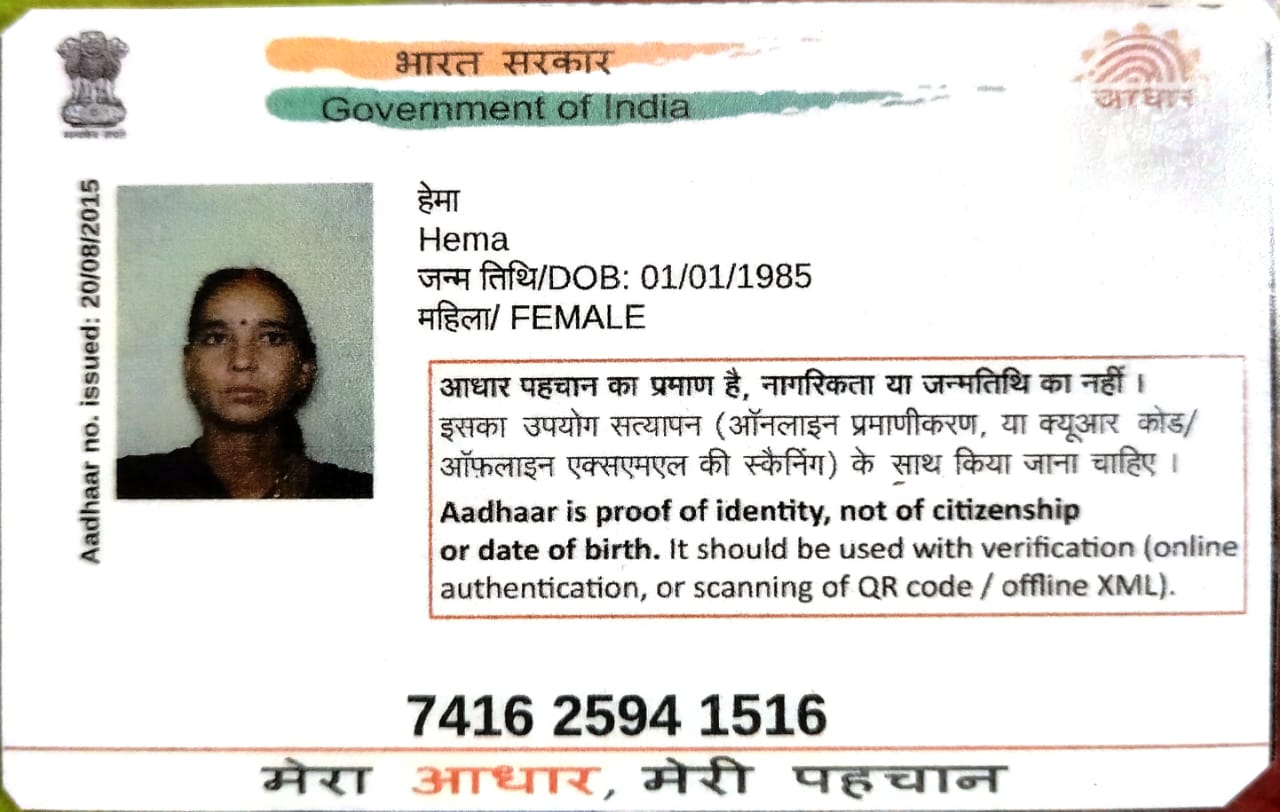 भारत सरकार
Government of India
आधार
Aadhaar no. issued: 20/08/2015
हेमा
Hema
जन्म तिथि/DOB: 01/01/1985
महिला/ FEMALE
आधार पहचान का प्रमाण है, नागरिकता या जन्मतिथि का नहीं ।
इसका उपयोग सत्यापन (ऑनलाइन प्रमाणीकरण, या क्यूआर कोड/
ऑफ़लाइन एक्सएमएल की स्कैनिंग) के साथ किया जाना चाहिए ।
Aadhaar is proof of identity, not of citizenship
or date of birth. It should be used with verification (online
authentication, or scanning of QR code / offline XML).
7416 2594 1516
मेरा आधार, मेरी पहचान